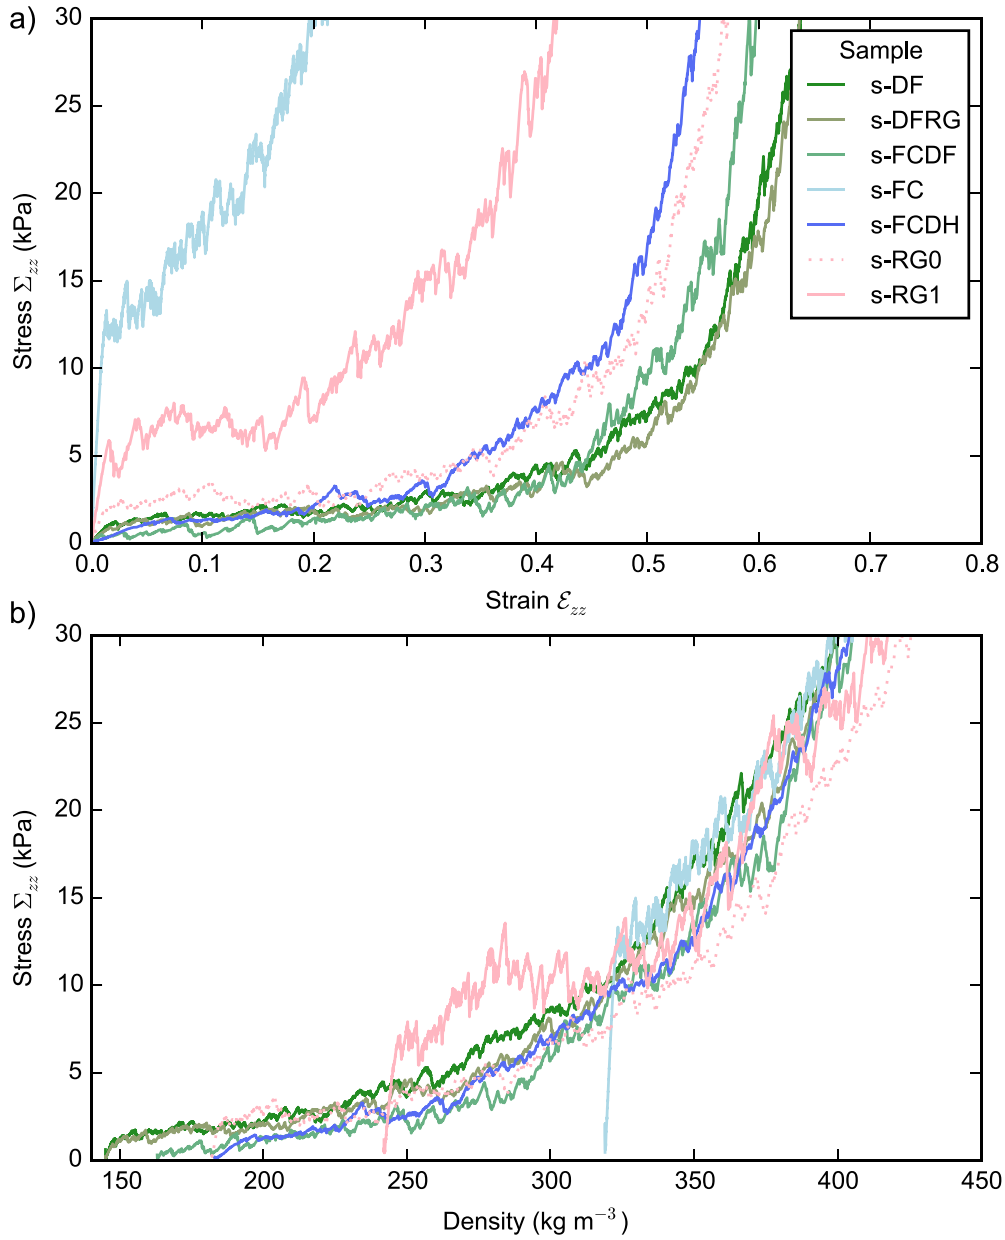 a)
30
25
20
15
10
5
0
Stress Σzz (kPa)
0.0 0.1 0.2 0.3 0.4 0.5 0.6 0.7 0.8
Strain ℰzz
Sample
s-DF
s-DFRG
s-FCDF
s-FC
s-FCDH
s-RG0
s-RG1
b)
30
25
20
15
10
5
0
Stress Σzz (kPa)
150 200 250 300 350 400 450
Density (kg m⁻³)